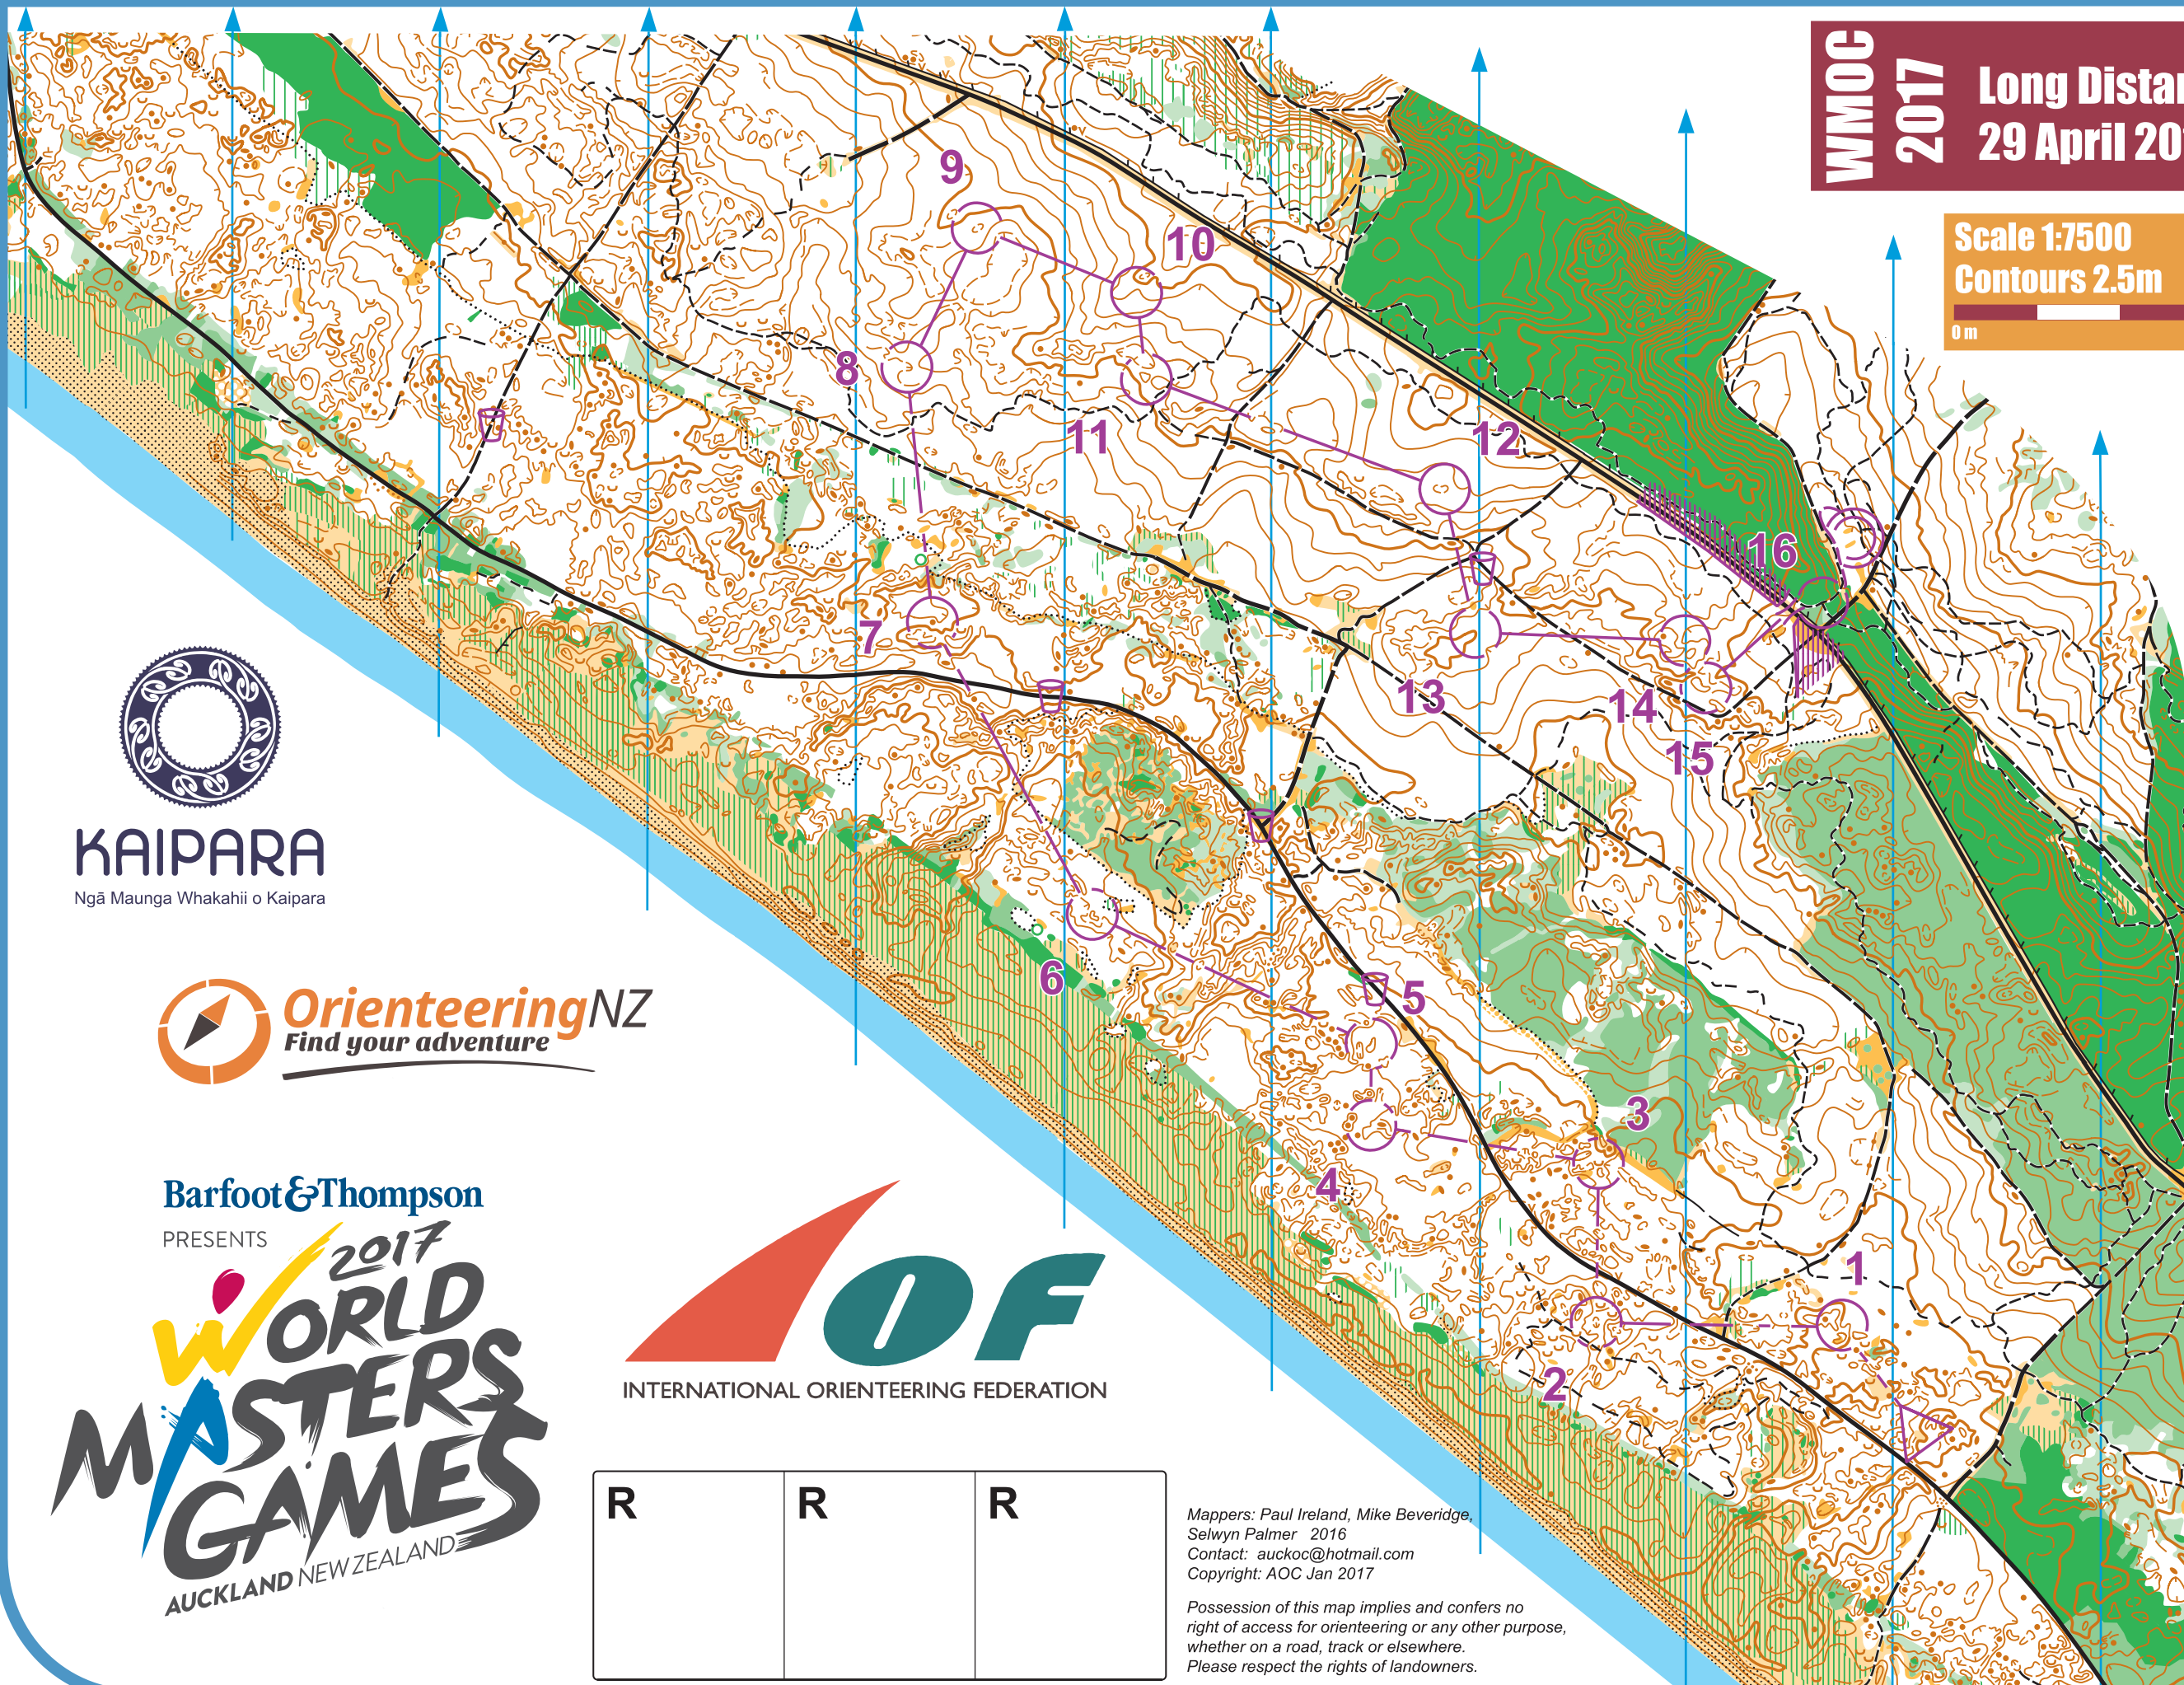 WMOC
2017
Long Distan
29 April 20
Scale 1:7500
Contours 2.5m
0 m
9
10
8
11
12
16
7
13
14
15
5
6
3
4
1
2
KAIPARA
Ngā Maunga Whakahii o Kaipara
OrienteeringNZ
Find your adventure
Barfoot&Thompson
PRESENTS
2017
WORLD
MASTERS
GAMES
AUCKLAND NEW ZEALAND
IOF
INTERNATIONAL ORIENTEERING FEDERATION
R R R
Mappers: Paul Ireland, Mike Beveridge,
Selwyn Palmer 2016
Contact: auckoc@hotmail.com
Copyright: AOC Jan 2017
Possession of this map implies and confers no
right of access for orienteering or any other purpose,
whether on a road, track or elsewhere.
Please respect the rights of landowners.